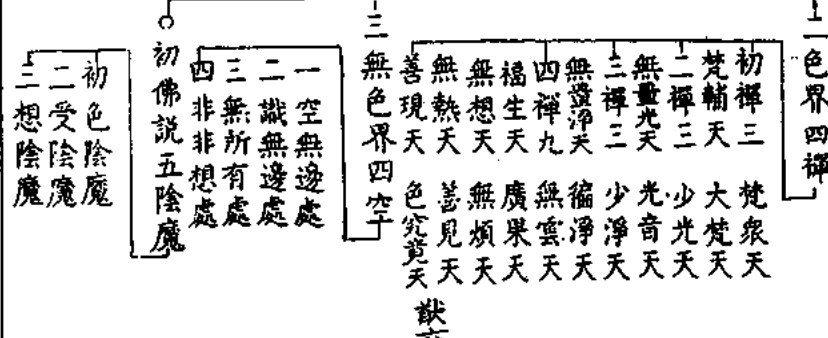 二色界四禪
初禪三 梵衆天
梵輔天 大梵天
二禪三 少光天
無量光天 光音天
三禪三 少淨天
無量淨天 徧淨天
四禪九 無雲天
福生天 廣果天
無想天 無煩天
無熱天 善見天
善現天 色究竟天
三無色界四空
一空無邊處
二識無邊處
三無所有處
四非非想處
初佛説五陰魔
初色陰魔
二受陰魔
三想陰魔